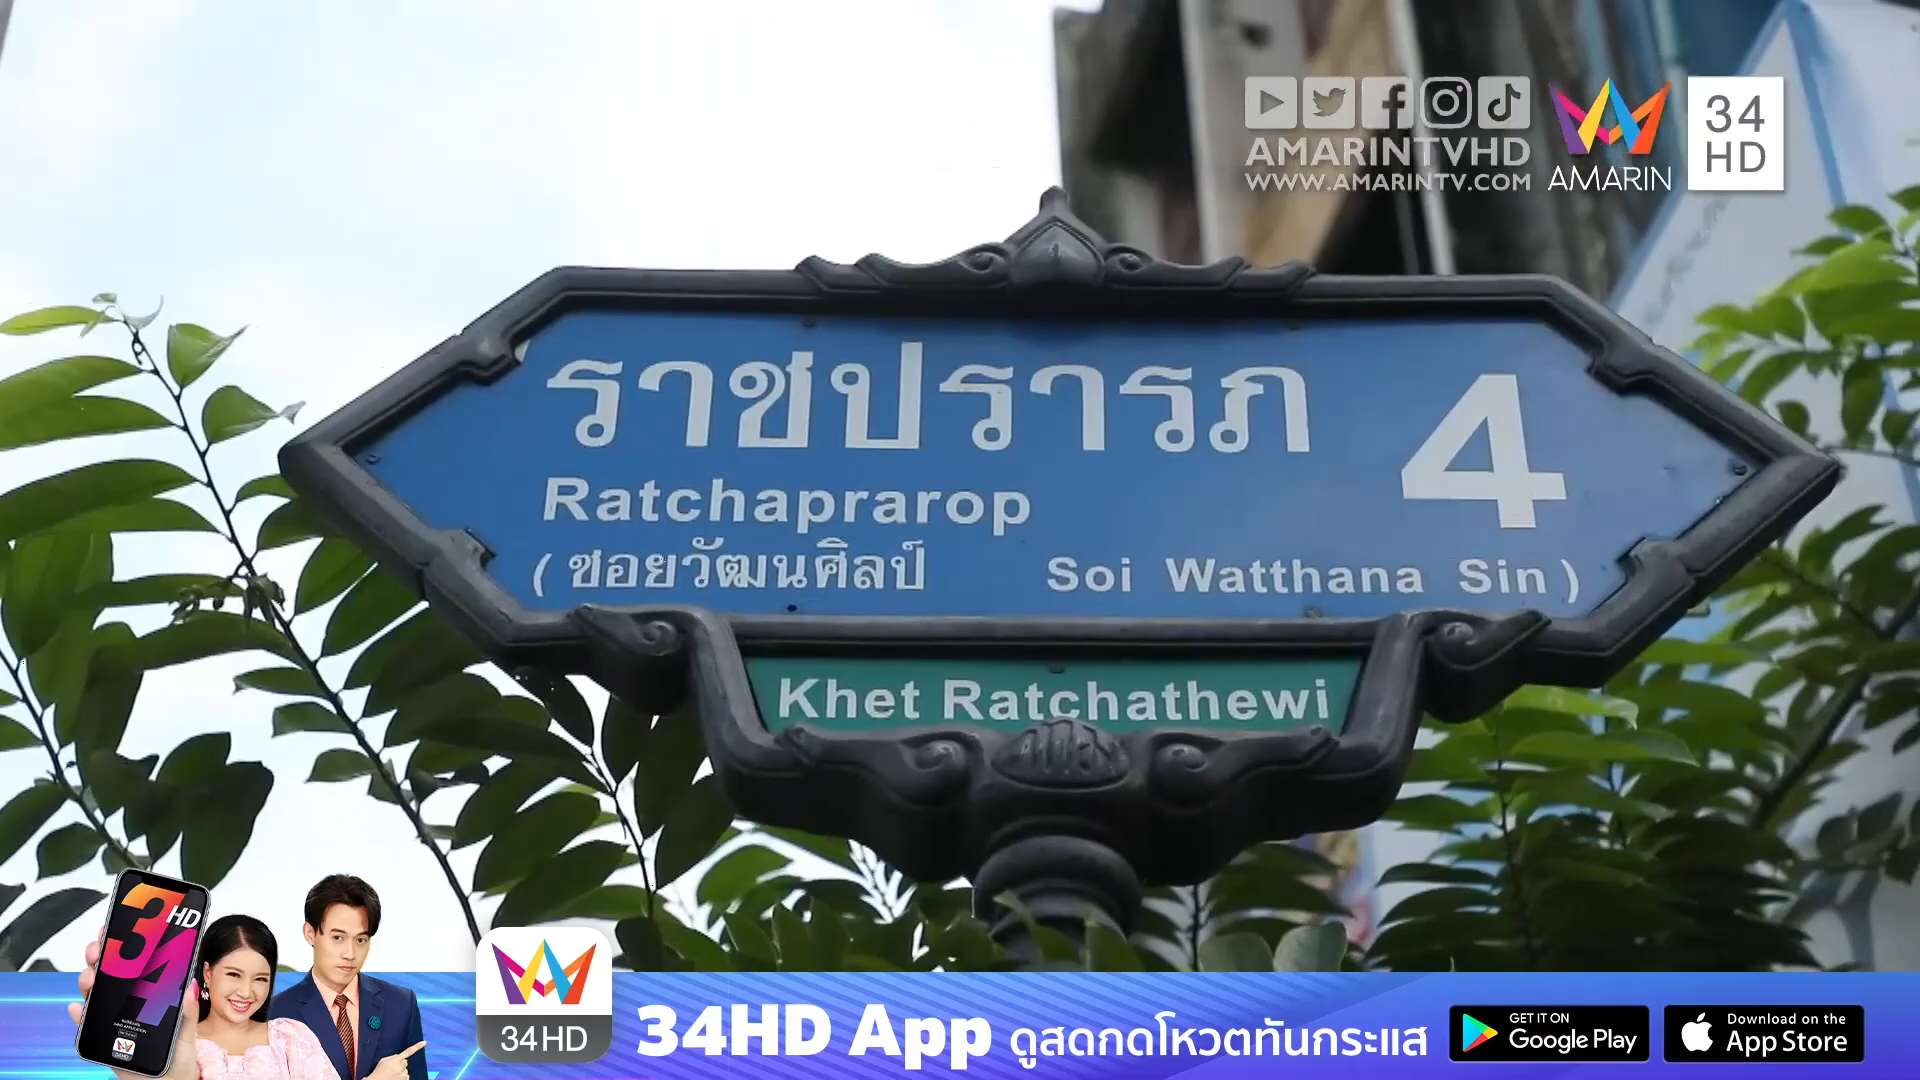 AMARINTVHD
WWW.AMARINTV.COM
AMARIN
34
HD
ราชปรารภ 4
Ratchaprarop
( ซอยวัฒนศิลป์ Soi Watthana Sin )
Khet Ratchathewi
34
HD
34HD
34HD App ดูสดกดโหวตทันกระแส
GET IT ON
Google Play
Download on the
App Store